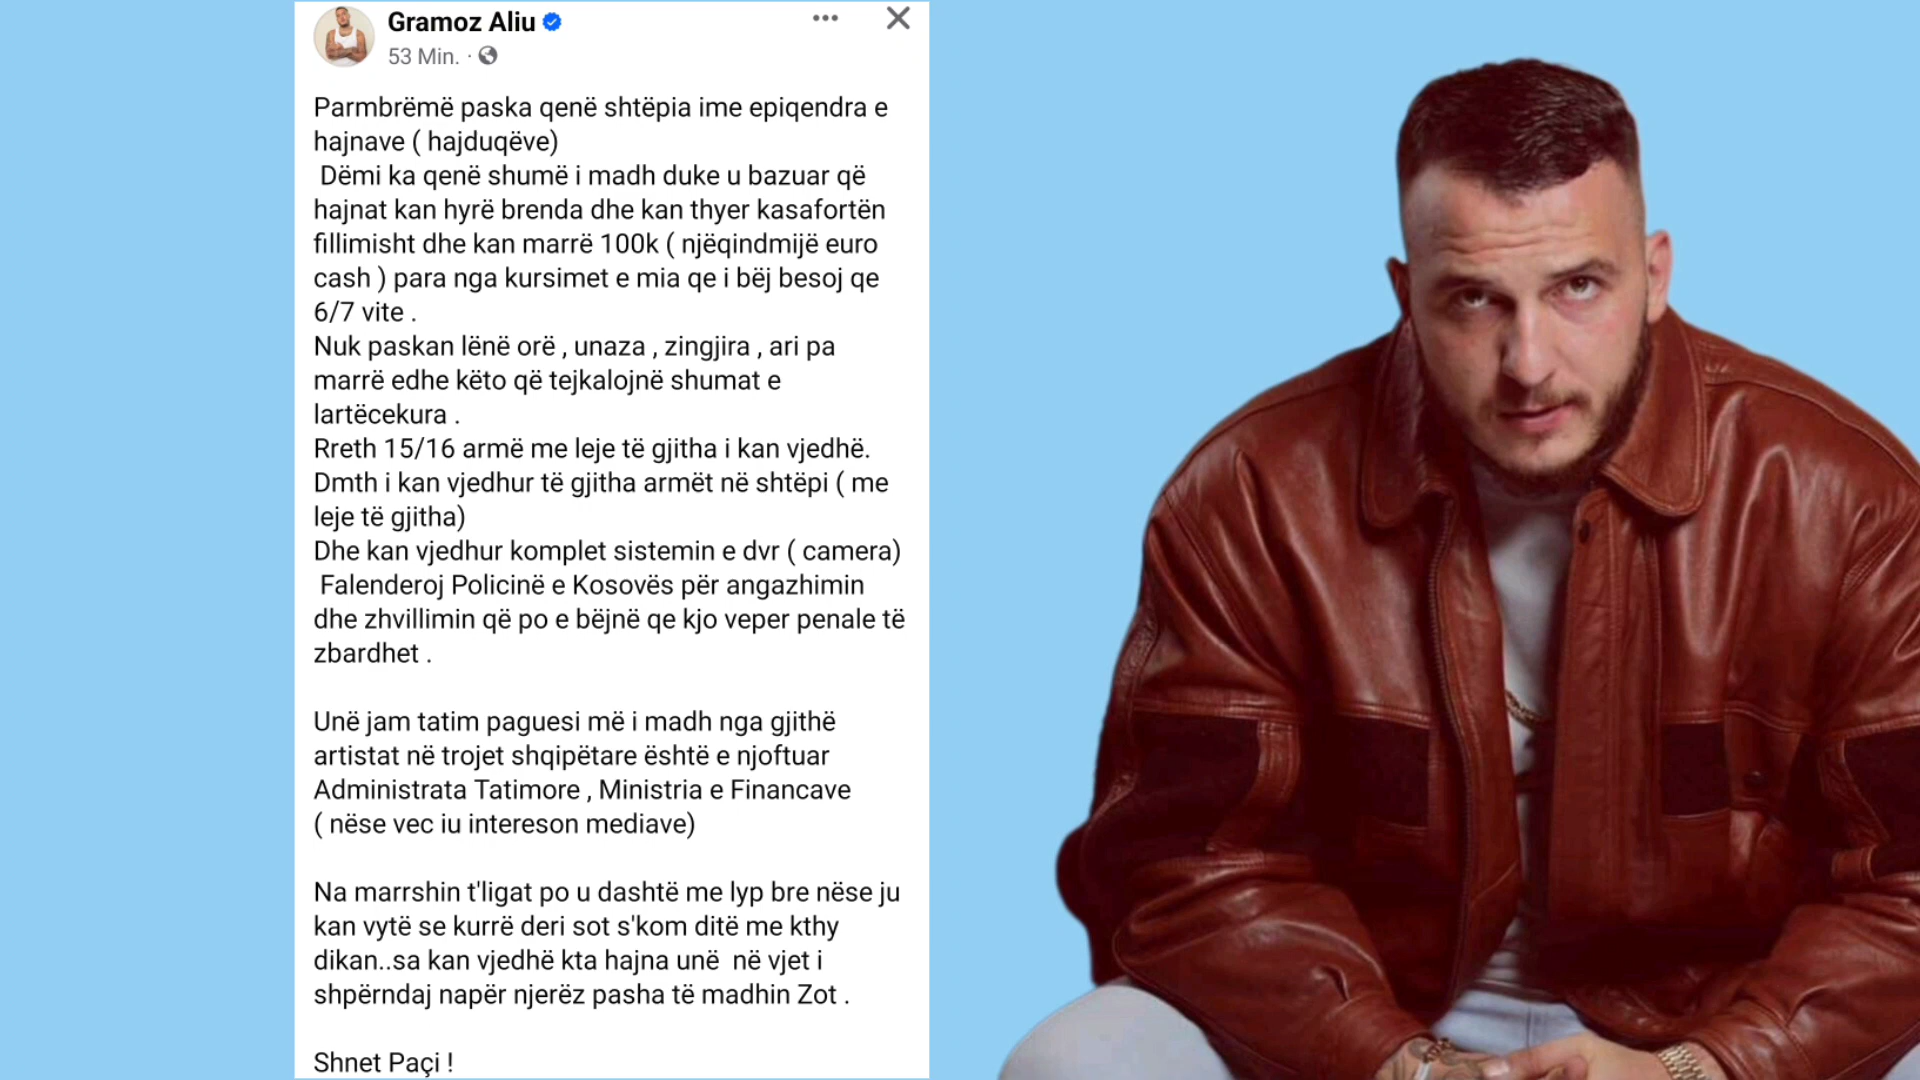 Gramoz Aliu
53 Min. ·
Parmbrëmë paska qenë shtëpia ime epiqendra e
hajnave ( hajduqëve)
Dëmi ka qenë shumë i madh duke u bazuar që
hajnat kan hyrë brenda dhe kan thyer kasafortën
fillimisht dhe kan marrë 100k ( njëqindmijë euro
cash ) para nga kursimet e mia qe i bëj besoj qe
6/7 vite .
Nuk paskan lënë orë , unaza , zingjira , ari pa
marrë edhe këto që tejkalojnë shumat e
lartëcekura .
Rreth 15/16 armë me leje të gjitha i kan vjedhë.
Dmth i kan vjedhur të gjitha armët në shtëpi ( me
leje të gjitha)
Dhe kan vjedhur komplet sistemin e dvr ( camera)
Falenderoj Policinë e Kosovës për angazhimin
dhe zhvillimin që po e bëjnë qe kjo veper penale të
zbardhet .
Unë jam tatim paguesi më i madh nga gjithë
artistat në trojet shqipëtare është e njoftuar
Administrata Tatimore , Ministria e Financave
( nëse vec iu intereson mediave)
Na marrshin t'ligat po u dashtë me lyp bre nëse ju
kan vytë se kurrë deri sot s'kom ditë me kthy
dikan..sa kan vjedhë kta hajna unë  në vjet i
shpërndaj napër njerëz pasha të madhin Zot .
Shnet Paçi !